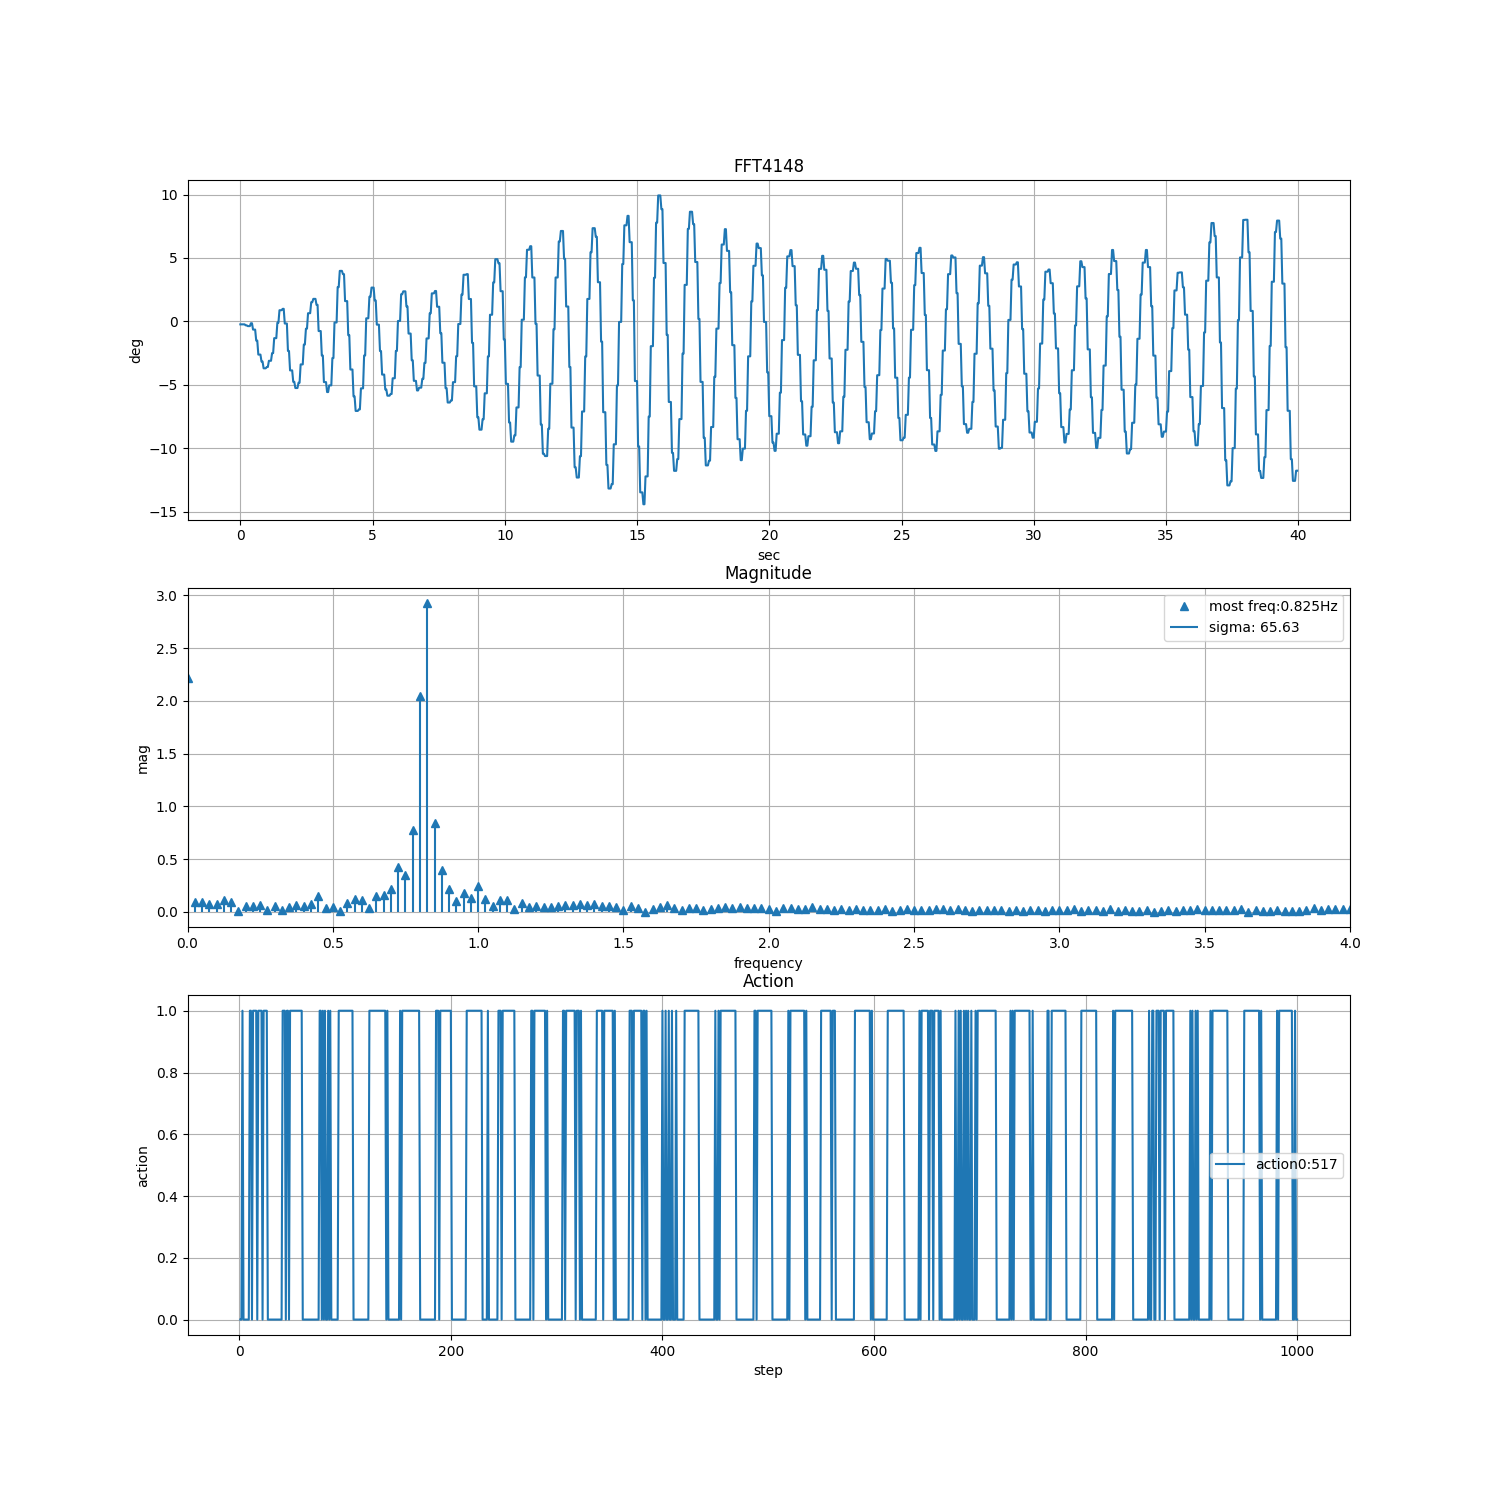 FFT4148
10
5
0
−5
−10
−15
deg
0 5 10 15 20 25 30 35 40
sec
Magnitude
3.0
2.5
2.0
1.5
1.0
0.5
0.0
mag
most freq:0.825Hz
sigma: 65.63
0.0 0.5 1.0 1.5 2.0 2.5 3.0 3.5 4.0
frequency
Action
1.0
0.8
0.6
0.4
0.2
0.0
action
action0:517
0 200 400 600 800 1000
step